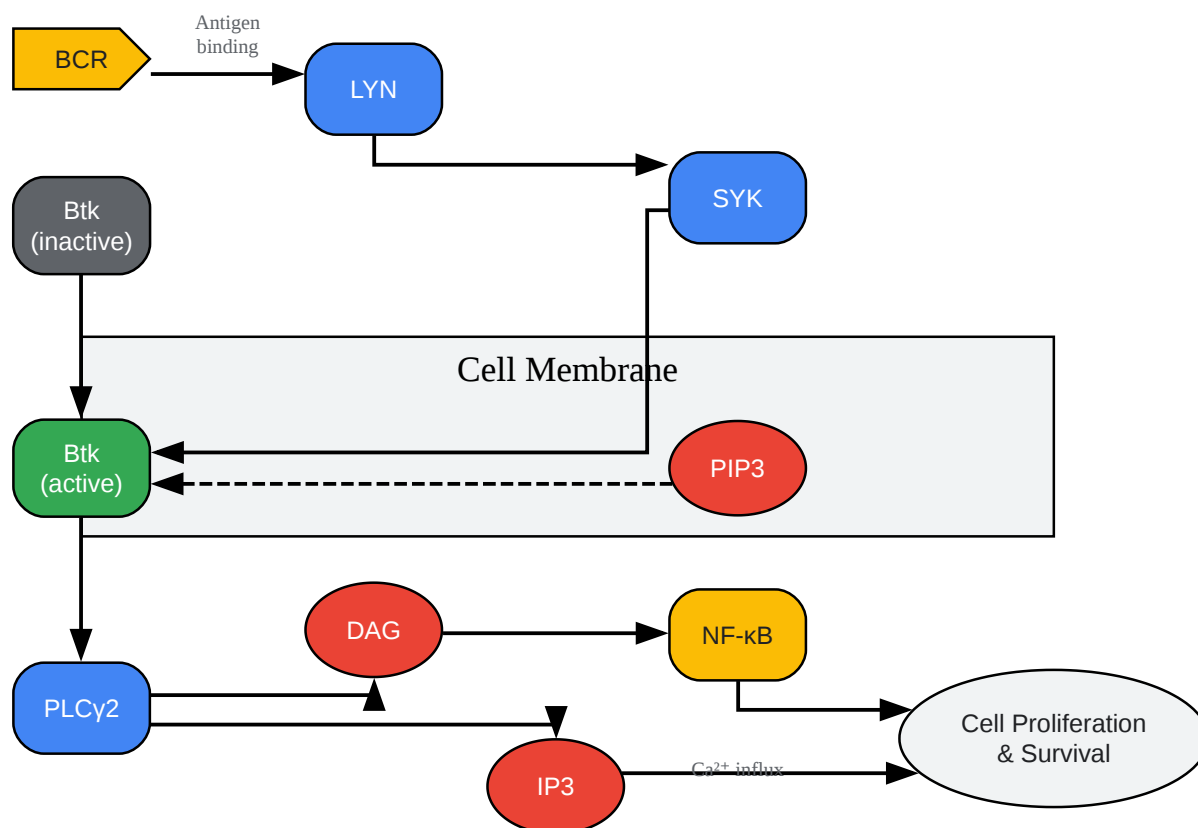 Antigen
binding
BCR
LYN
SYK
Btk
(inactive)
Cell Membrane
Btk
(active)
PIP3
DAG
NF-κB
PLCγ2
Cell Proliferation
& Survival
Ca²⁺ influx
IP3